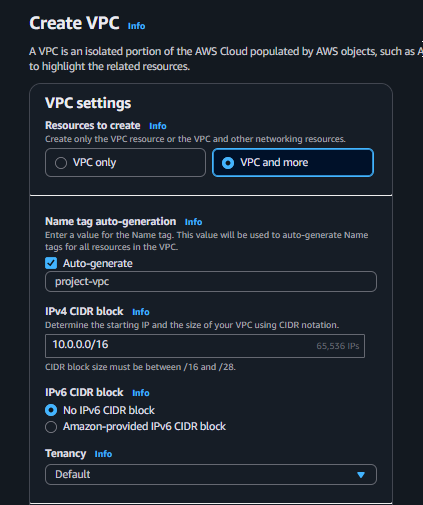 Create VPC Info
A VPC is an isolated portion of the AWS Cloud populated by AWS objects, such as
to highlight the related resources.
VPC settings
Resources to create Info
Create only the VPC resource or the VPC and other networking resources.
VPC only
VPC and more
Name tag auto-generation Info
Enter a value for the Name tag. This value will be used to auto-generate Name
tags for all resources in the VPC.
Auto-generate
project-vpc
IPv4 CIDR block Info
Determine the starting IP and the size of your VPC using CIDR notation.
10.0.0.0/16 65,536 IPs
CIDR block size must be between /16 and /28.
IPv6 CIDR block Info
No IPv6 CIDR block
Amazon-provided IPv6 CIDR block
Tenancy Info
Default